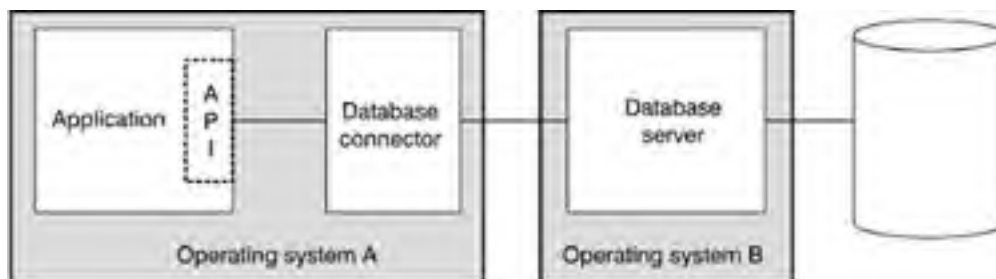 Application
A
P
I
Database
connector
Database
server
Operating system A
Operating system B